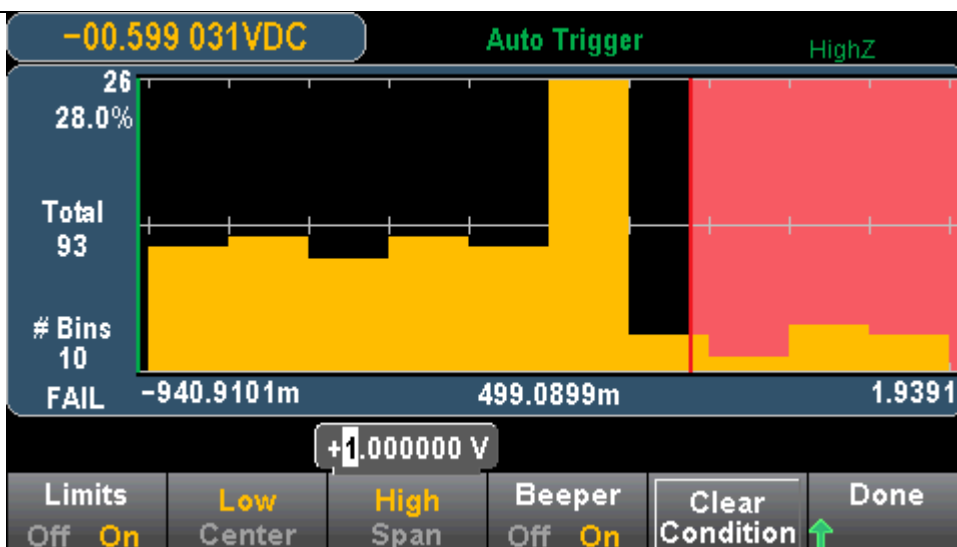 −00.599 031VDC
Auto Trigger
HighZ
26
28.0%
Total
93
# Bins
10
FAIL
−940.9101m
499.0899m
1.9391
+1.000000 V
Limits
Off On
Low
Center
High
Span
Beeper
Off On
Clear
Condition
Done